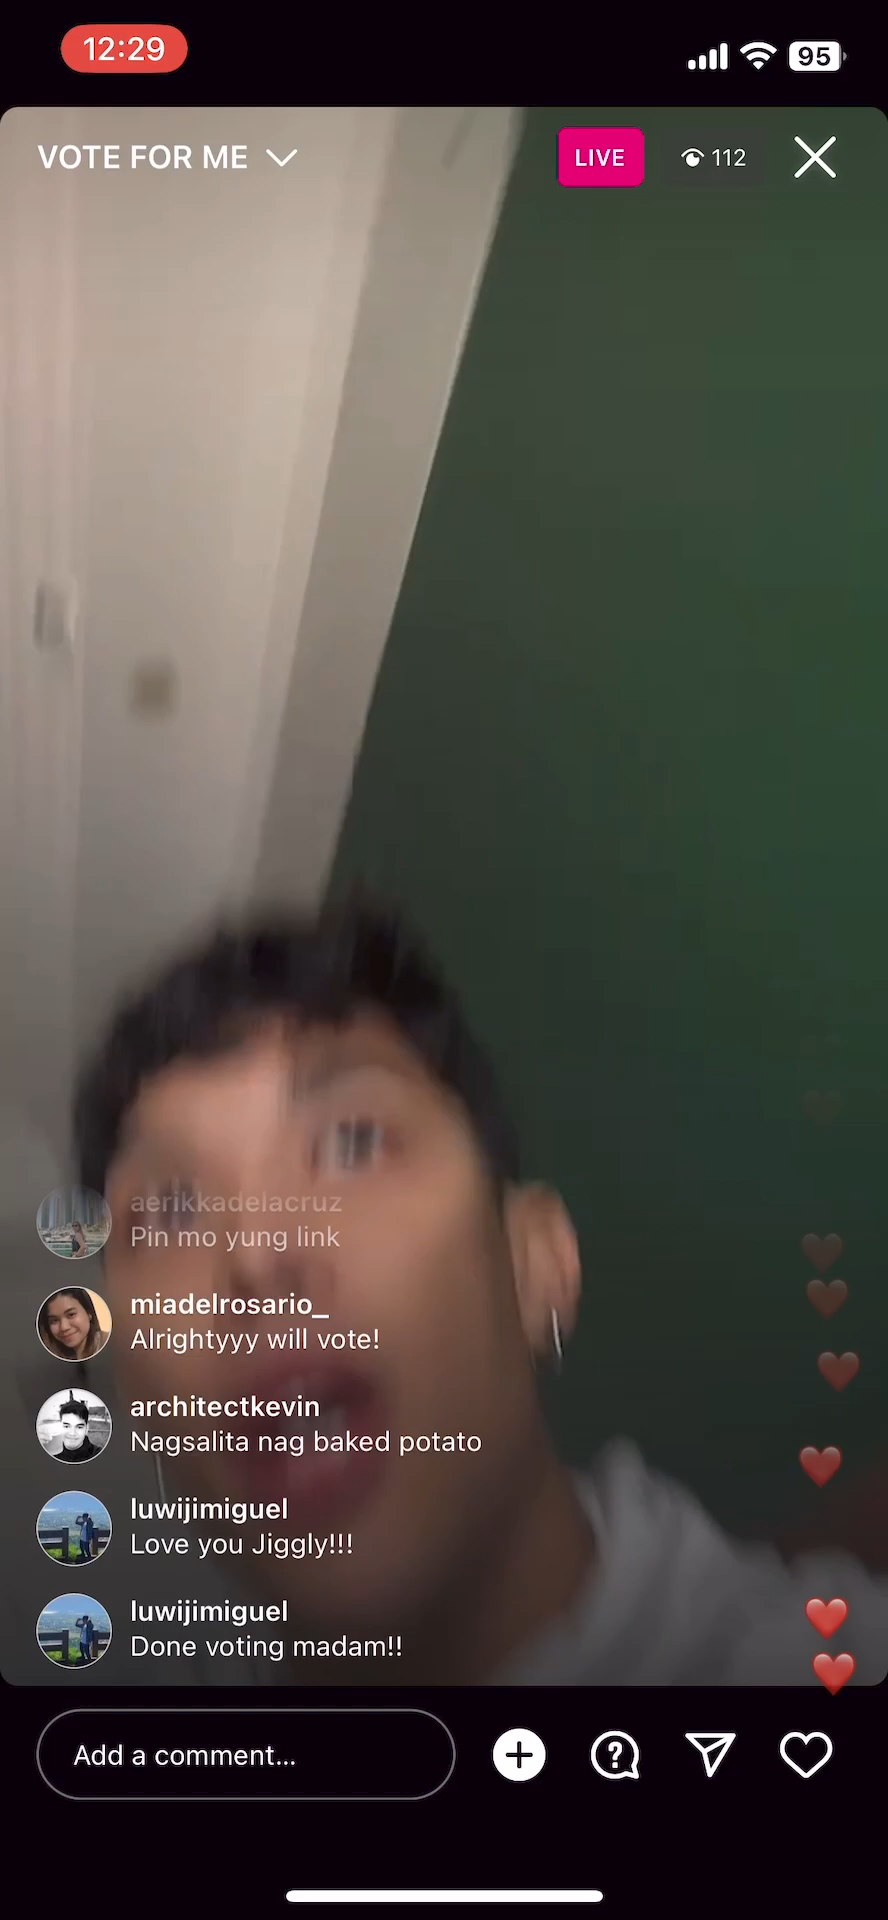 12:29
95
VOTE FOR ME
LIVE
112
aerikkadelacruz
Pin mo yung link
miadelrosario_
Alrightyyy will vote!
architectkevin
Nagsalita nag baked potato
luwijimiguel
Love you Jiggly!!!
luwijimiguel
Done voting madam!!
Add a comment...